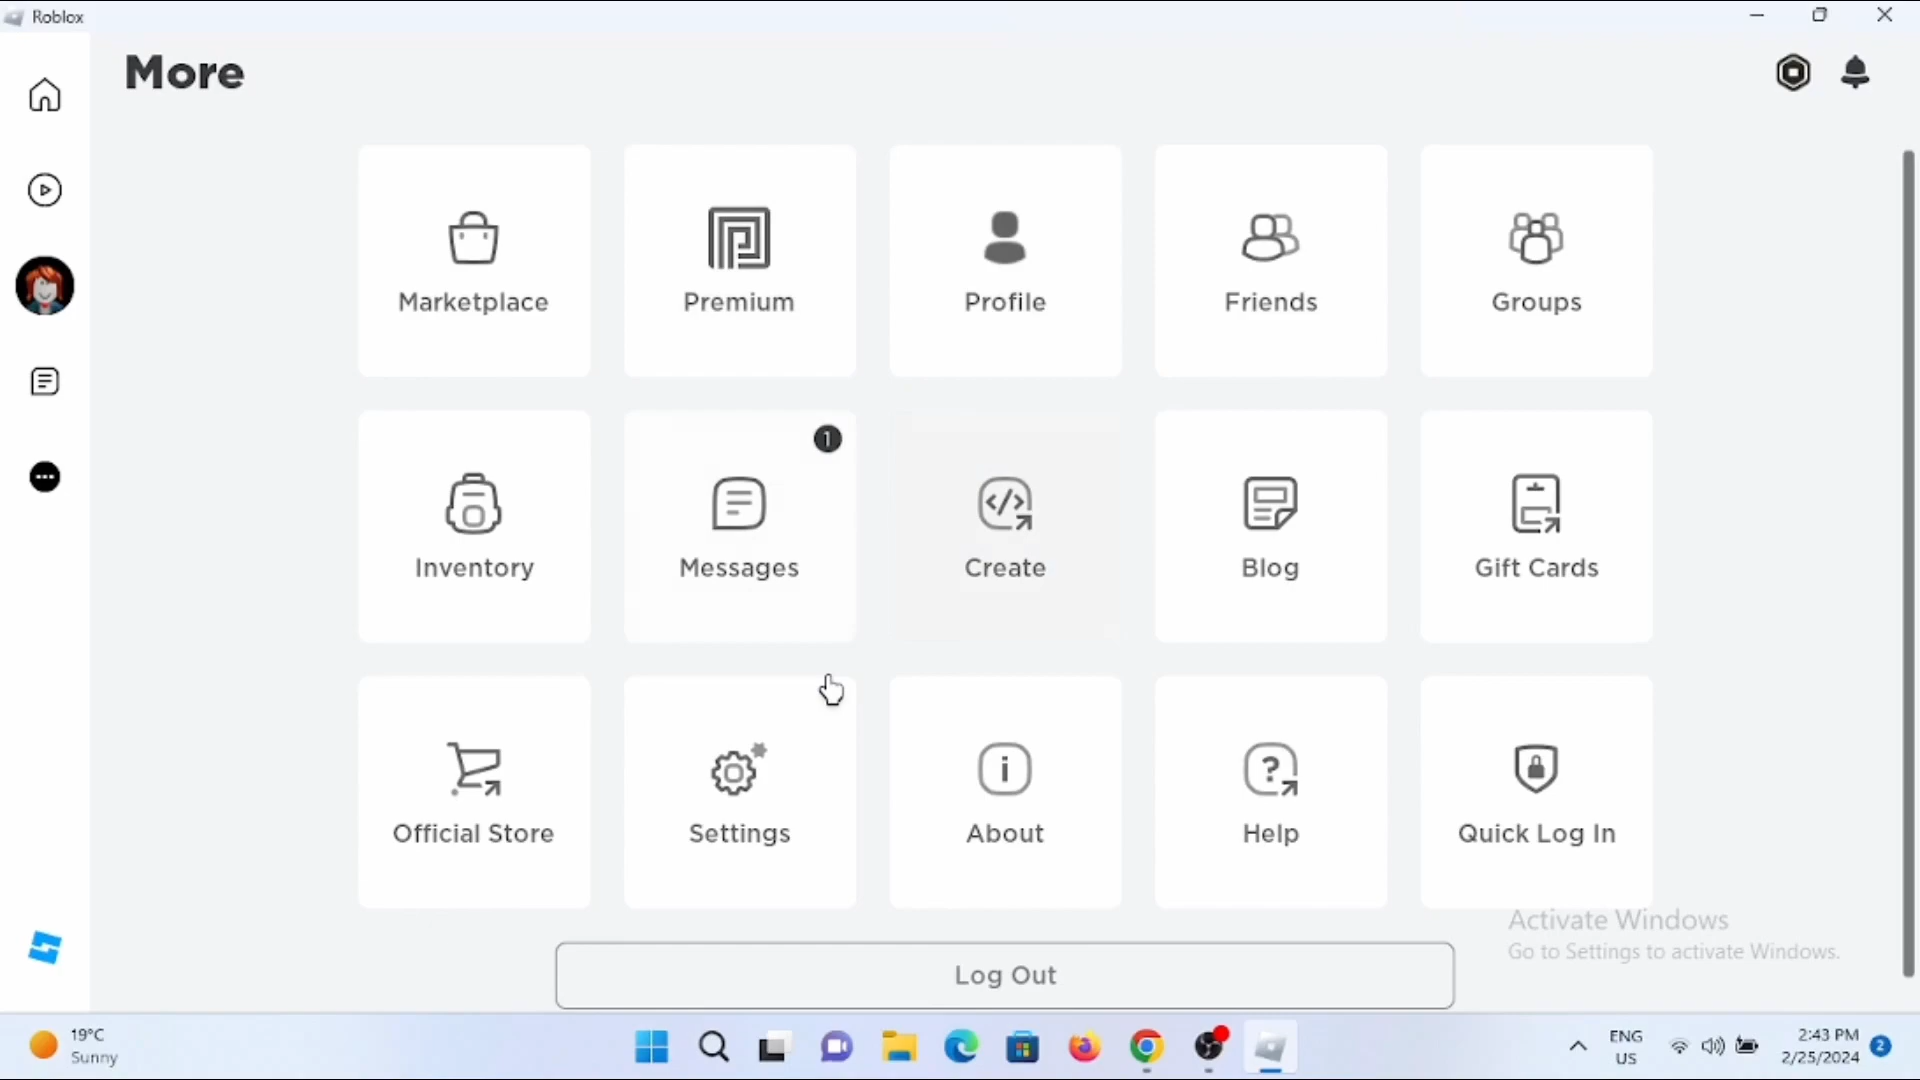 Roblox
More
Marketplace
Premium
Profile
Friends
Groups
1
Inventory
Messages
Create
Blog
Gift Cards
Official Store
Settings
About
Help
Quick Log In
Activate Windows
Go to Settings to activate Windows.
Log Out
19°C
Sunny
ENG
US
2:43 PM
2/25/2024
2